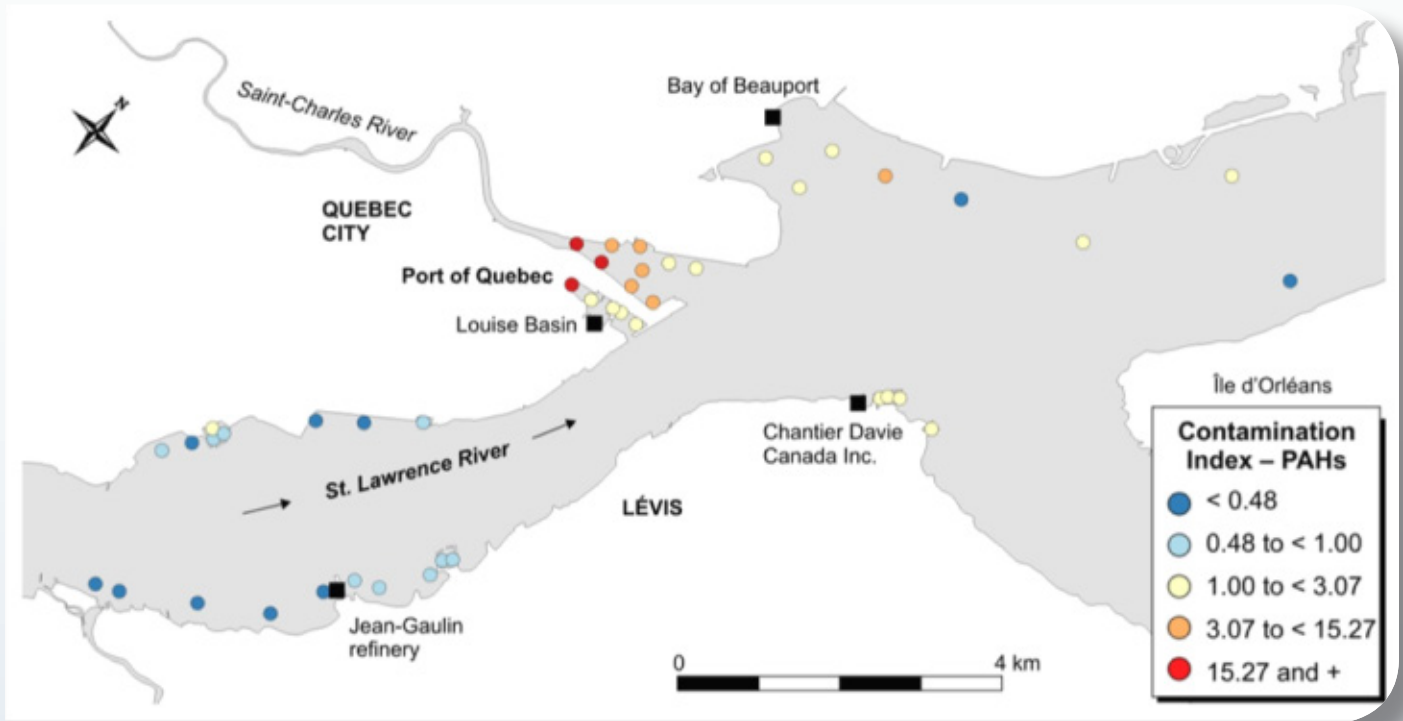 N
Saint-Charles River
Bay of Beauport
QUEBEC
CITY
Port of Quebec
Louise Basin
St. Lawrence River
Chantier Davie
Canada Inc.
LÉVIS
Jean-Gaulin
refinery
0 4 km
Île d'Orléans
Contamination
Index – PAHs
< 0.48
0.48 to < 1.00
1.00 to < 3.07
3.07 to < 15.27
15.27 and +